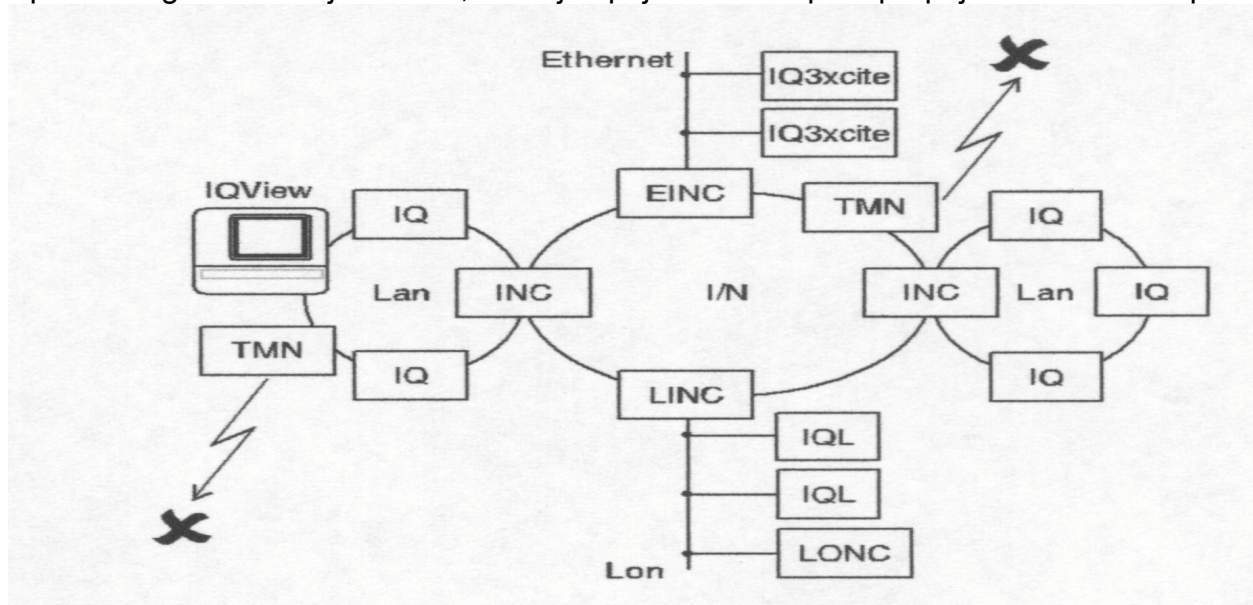 Ethernet
IQ3xcite
IQ3xcite
IQView
IQ
EINC
TMN
IQ
Lan
INC
I/N
INC
Lan
IQ
TMN
IQ
LINC
IQ
IQL
IQL
LONC
Lon